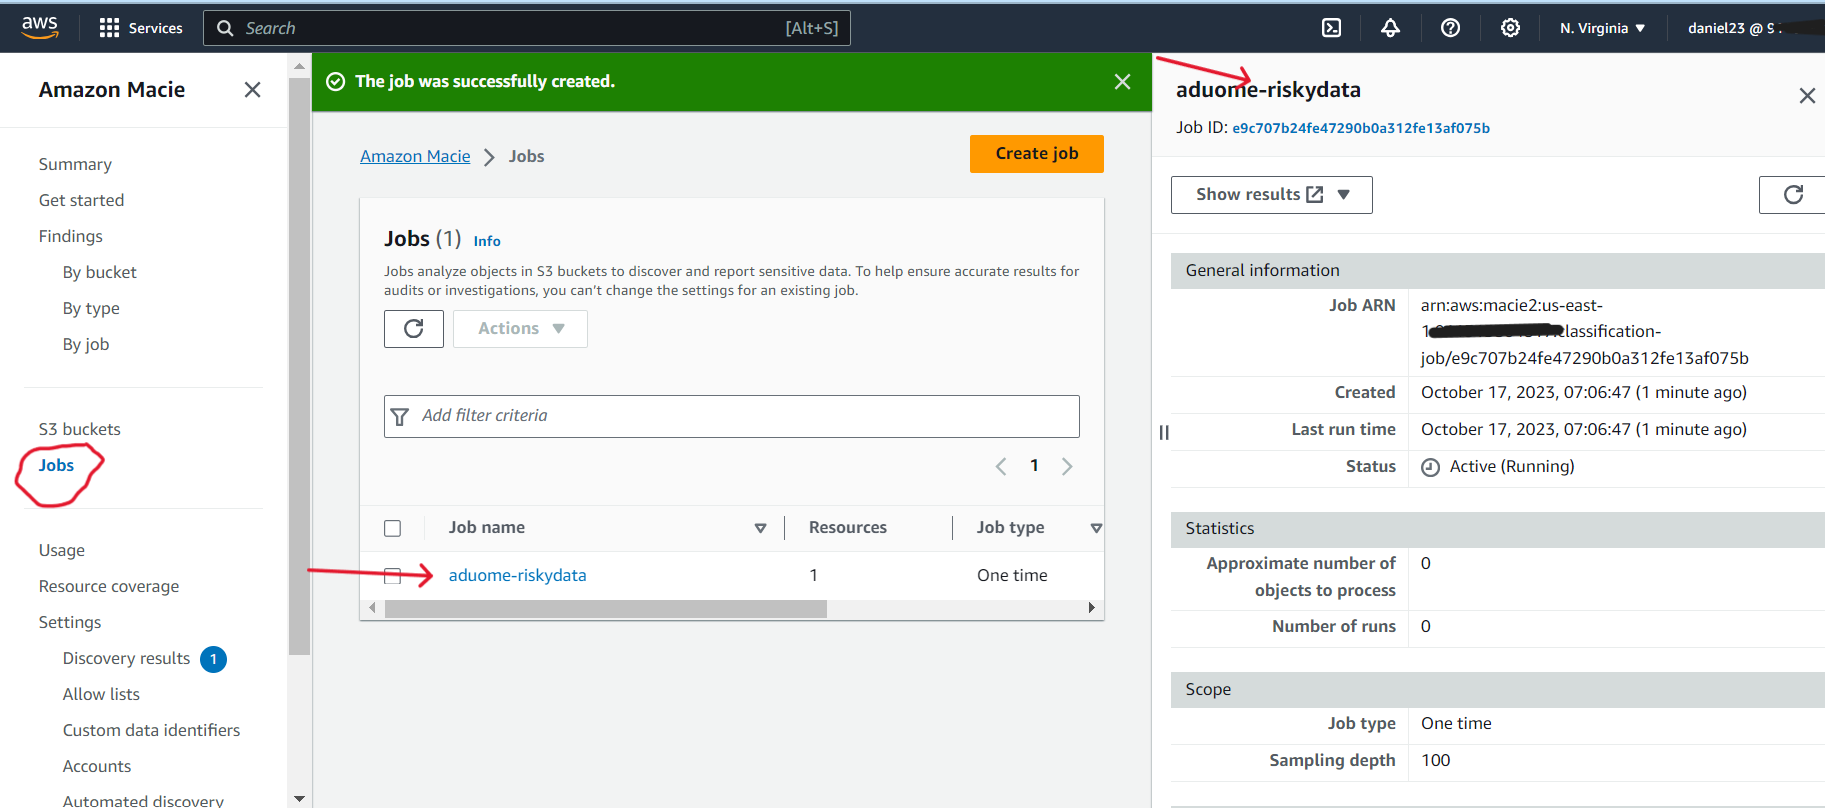 aws
Services
Search
[Alt+S]
N. Virginia
daniel23 @ 9
Amazon Macie
Summary
Get started
Findings
By bucket
By type
By job
S3 buckets
Jobs
Usage
Resource coverage
Settings
Discovery results 1
Allow lists
Custom data identifiers
Accounts
Automated discovery
The job was successfully created.
Amazon Macie
Jobs
Create job
Jobs (1) Info
Jobs analyze objects in S3 buckets to discover and report sensitive data. To help ensure accurate results for
audits or investigations, you can't change the settings for an existing job.
Actions
Add filter criteria
1
Job name Resources Job type
aduome-riskydata 1 One time
aduome-riskydata
Job ID: e9c707b24fe47290b0a312fe13af075b
Show results
General information
Job ARN arn:aws:macie2:us-east-
1 classification-
job/e9c707b24fe47290b0a312fe13af075b
Created October 17, 2023, 07:06:47 (1 minute ago)
Last run time October 17, 2023, 07:06:47 (1 minute ago)
Status Active (Running)
Statistics
Approximate number of 0
objects to process
Number of runs 0
Scope
Job type One time
Sampling depth 100